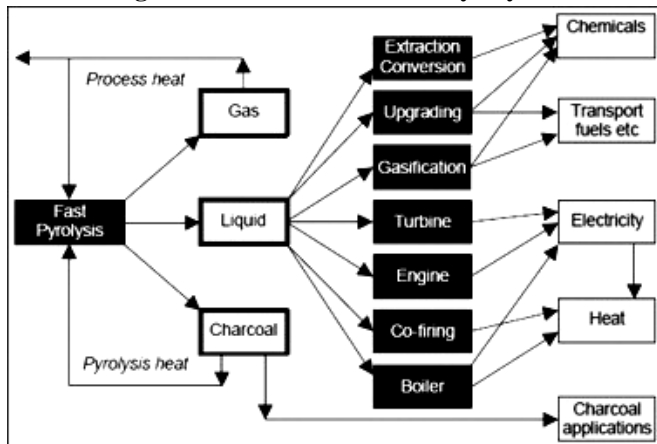 Extraction
Conversion
Chemicals
Process heat
Gas
Upgrading
Transport
fuels etc
Gasification
Fast
Pyrolysis
Liquid
Turbine
Electricity
Engine
Charcoal
Co-firing
Heat
Pyrolysis heat
Boiler
Charcoal
applications